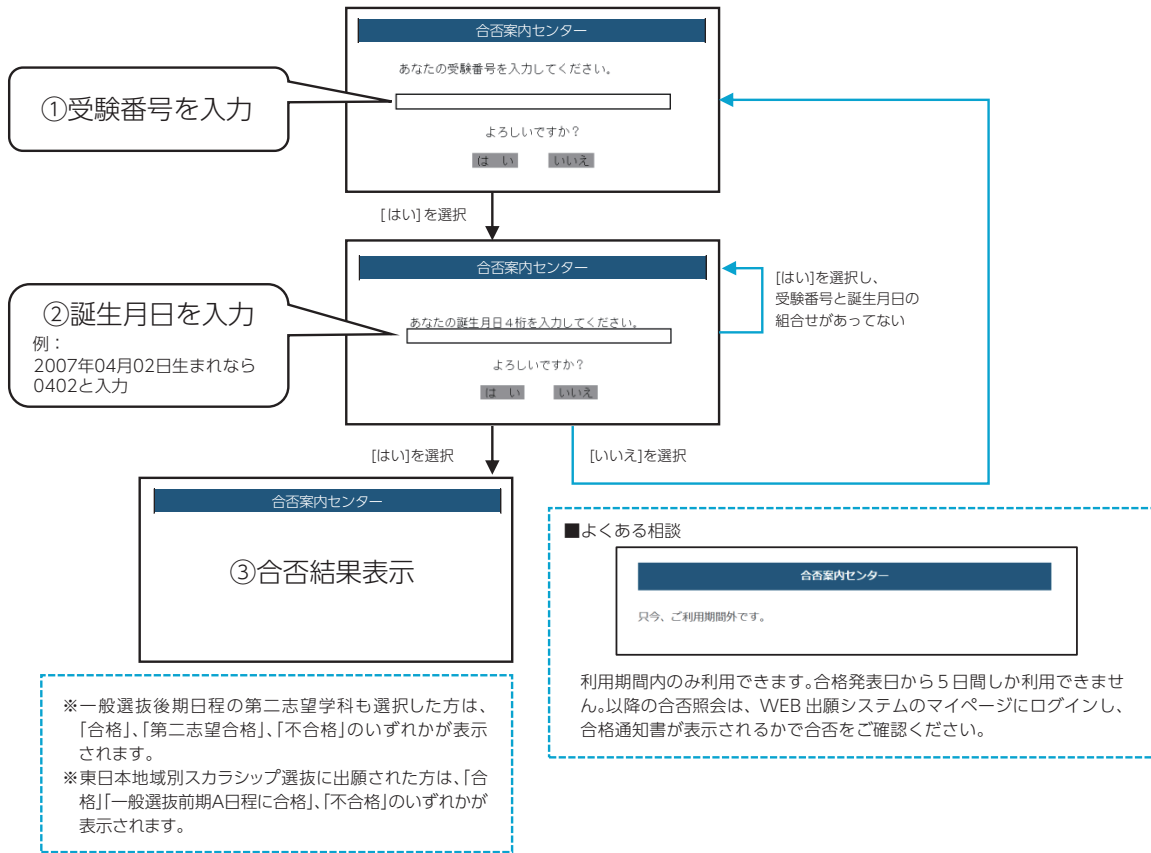 合否案内センター
あなたの受験番号を入力してください。
①受験番号を入力
よろしいですか？
は　い　いいえ
[はい]を選択
合否案内センター
あなたの誕生月日４桁を入力してください。
②誕生月日を入力
例：
2007年04月02日生まれなら
0402と入力
よろしいですか？
は　い　いいえ
[はい]を選択し、
受験番号と誕生月日の
組合せがあってない
[はい]を選択
[いいえ]を選択
合否案内センター
③合否結果表示
※一般選抜後期日程の第二志望学科も選択した方は、
「合格」、「第二志望合格」、「不合格」のいずれかが表示
されます。
※東日本地域別スカラシップ選抜に出願された方は、「合
格」「一般選抜前期A日程に合格」、「不合格」のいずれかが
表示されます。
■よくある相談
合否案内センター
只今、ご利用期間外です。
利用期間内のみ利用できます。合格発表日から５日間しか利用できませ
ん。以降の合否照会は、WEB 出願システムのマイページにログインし、
合格通知書が表示されるかで合否をご確認ください。